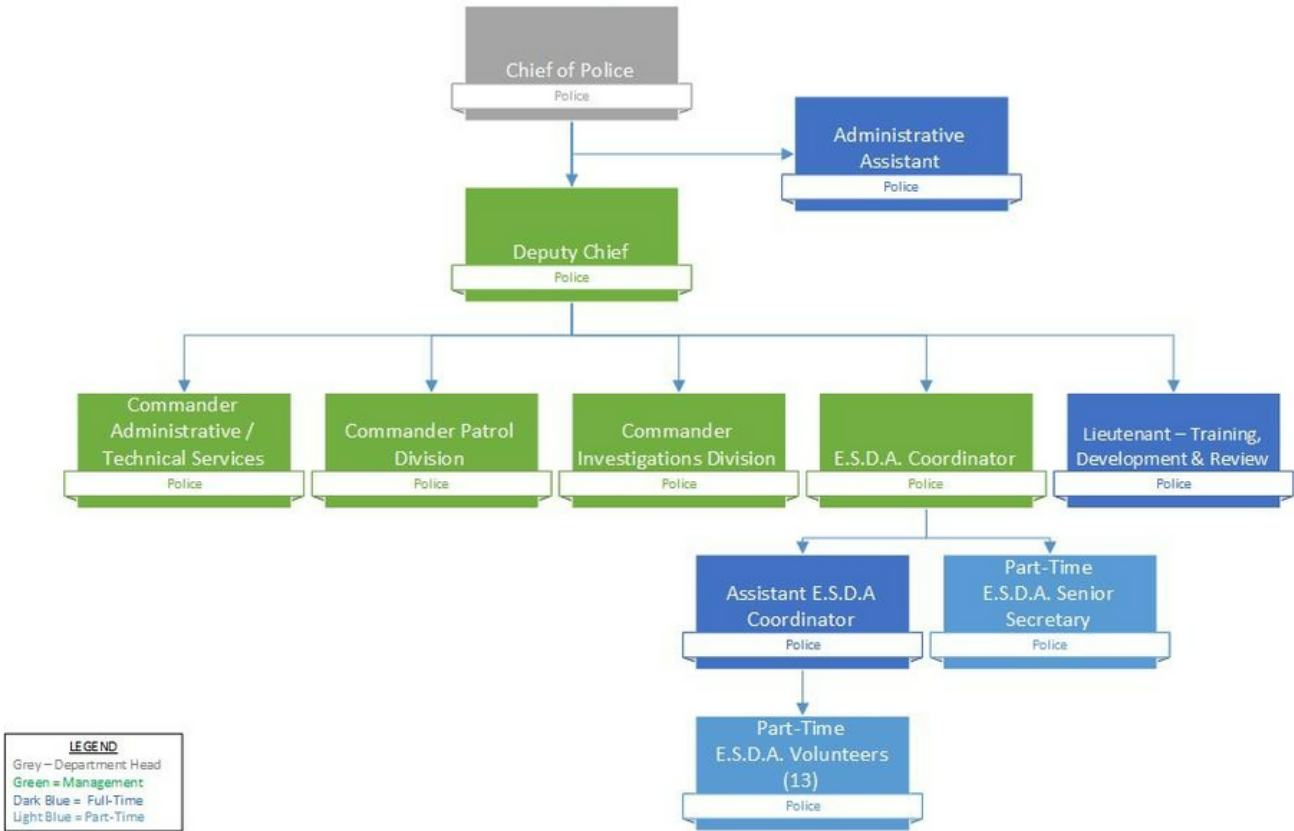 Chief of Police
Police
Administrative
Assistant
Police
Deputy Chief
Police
Commander
Administrative /
Technical Services
Police
Commander Patrol
Division
Police
Commander
Investigations Division
Police
E.S.D.A. Coordinator
Police
Lieutenant – Training,
Development & Review
Police
Assistant E.S.D.A
Coordinator
Police
Part-Time
E.S.D.A. Senior
Secretary
Police
Part-Time
E.S.D.A. Volunteers
(13)
Police
LEGEND
Grey – Department Head
Green = Management
Dark Blue = Full-Time
Light Blue = Part-Time